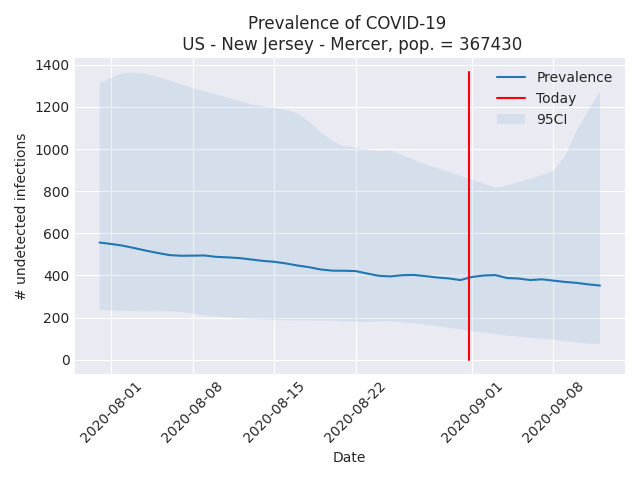 Prevalence of COVID-19
US - New Jersey - Mercer, pop. = 367430
# undetected infections
1400
1200
1000
800
600
400
200
0
Prevalence
Today
95CI
2020-08-01
2020-08-08
2020-08-15
2020-08-22
2020-09-01
2020-09-08
Date